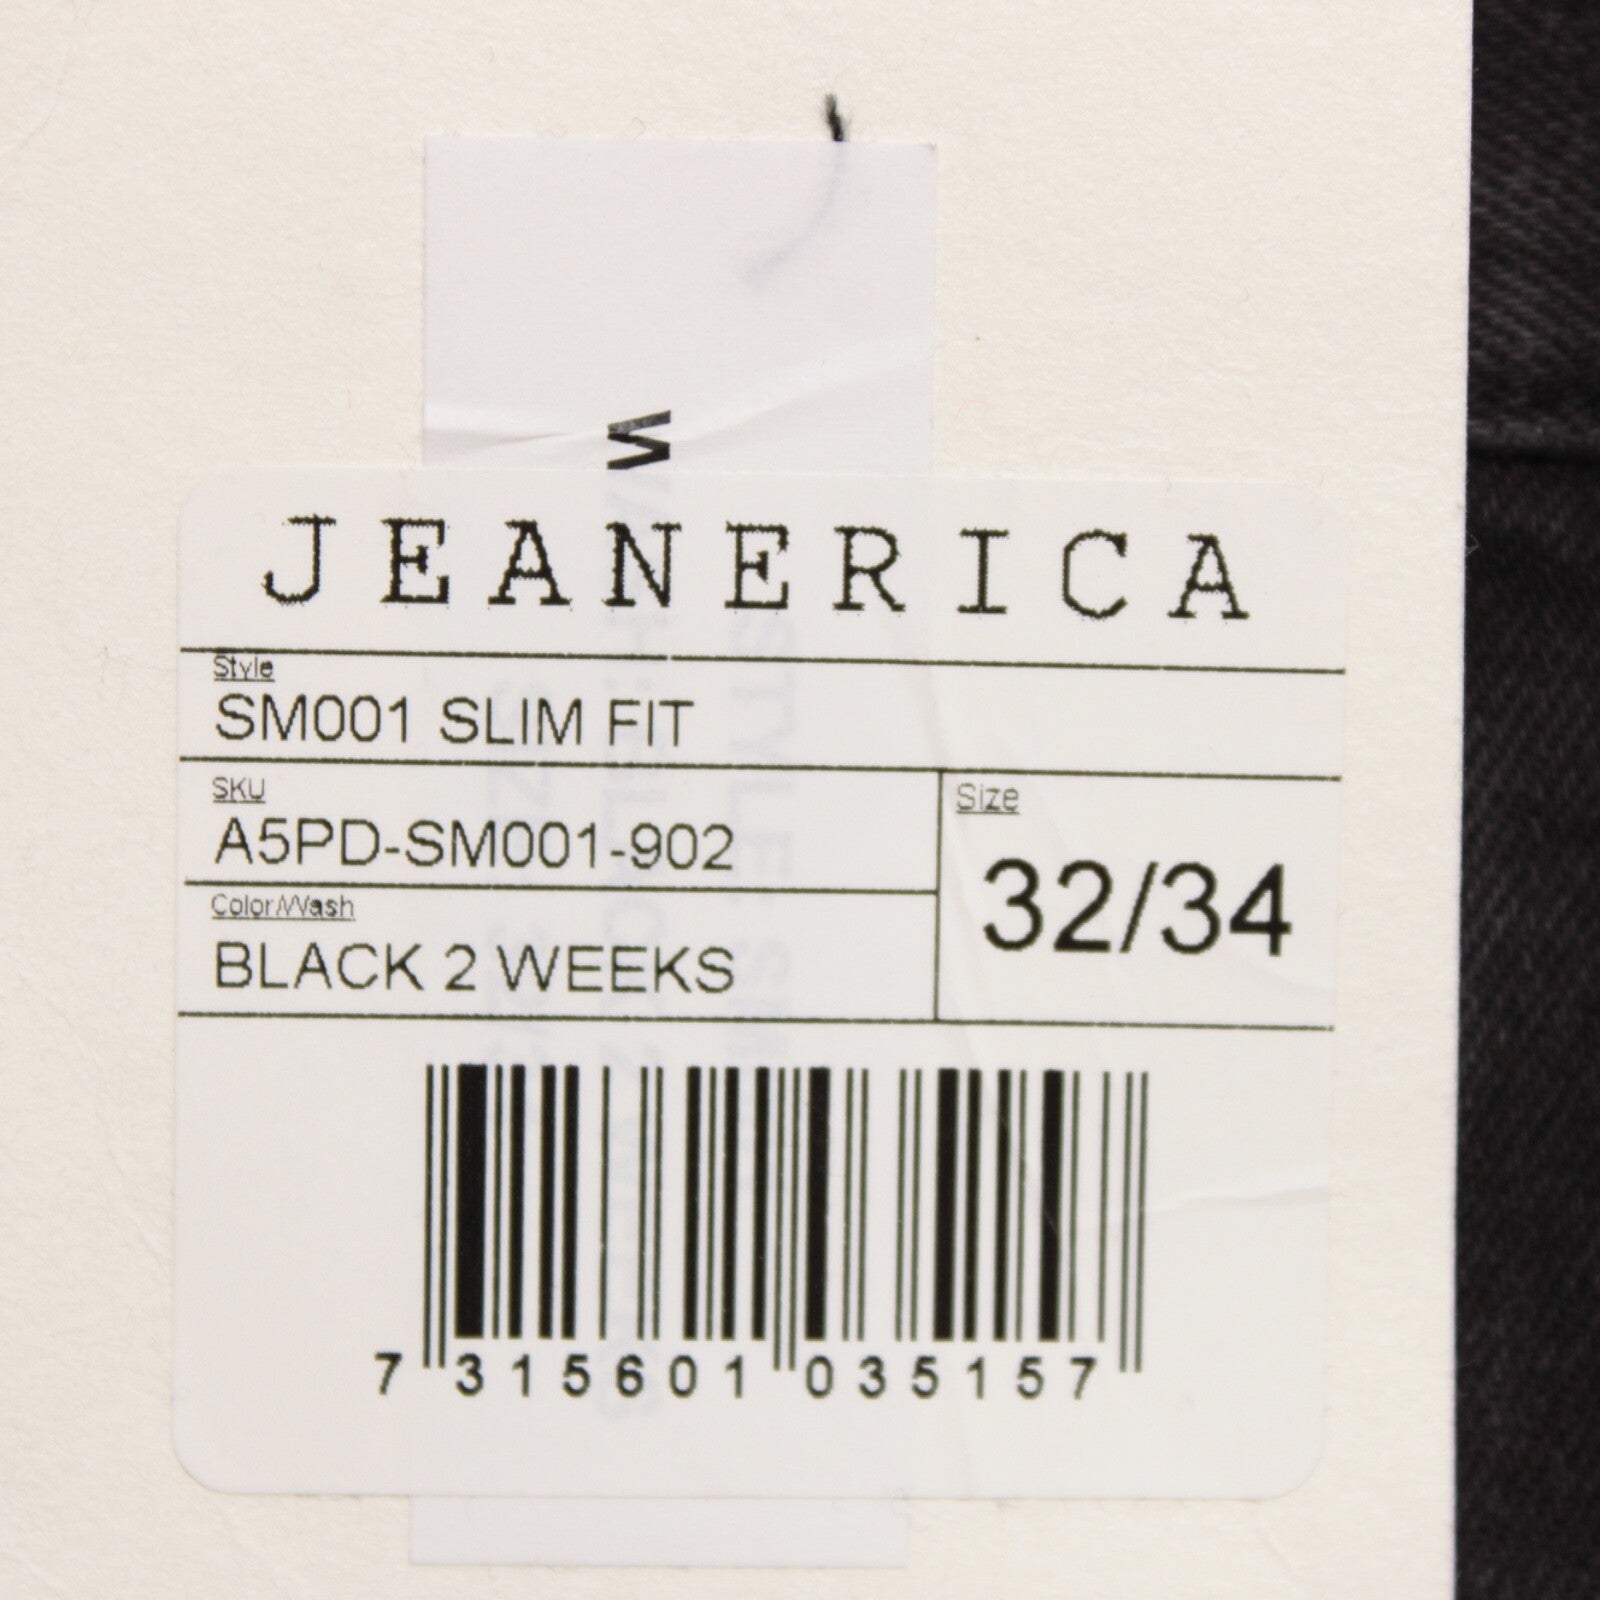 W
JEANERICA
Style
SM001 SLIM FIT
SKU
A5PD-SM001-902
Size
32/34
Color/Wash
BLACK 2 WEEKS
7 315601 035157